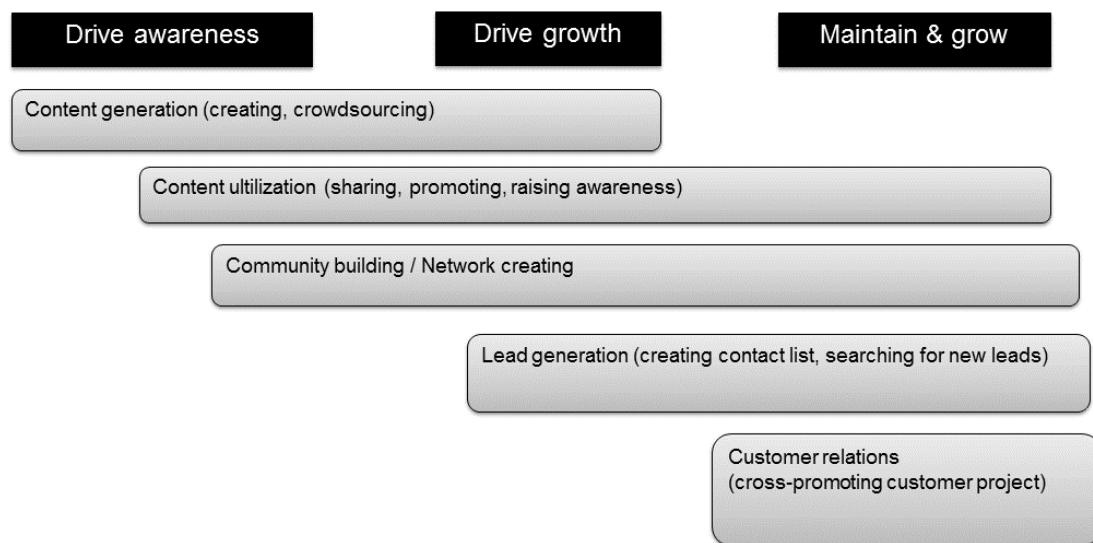 Drive awareness
Drive growth
Maintain & grow
Content generation (creating, crowdsourcing)
Content ultilization (sharing, promoting, raising awareness)
Community building / Network creating
Lead generation (creating contact list, searching for new leads)
Customer relations
(cross-promoting customer project)